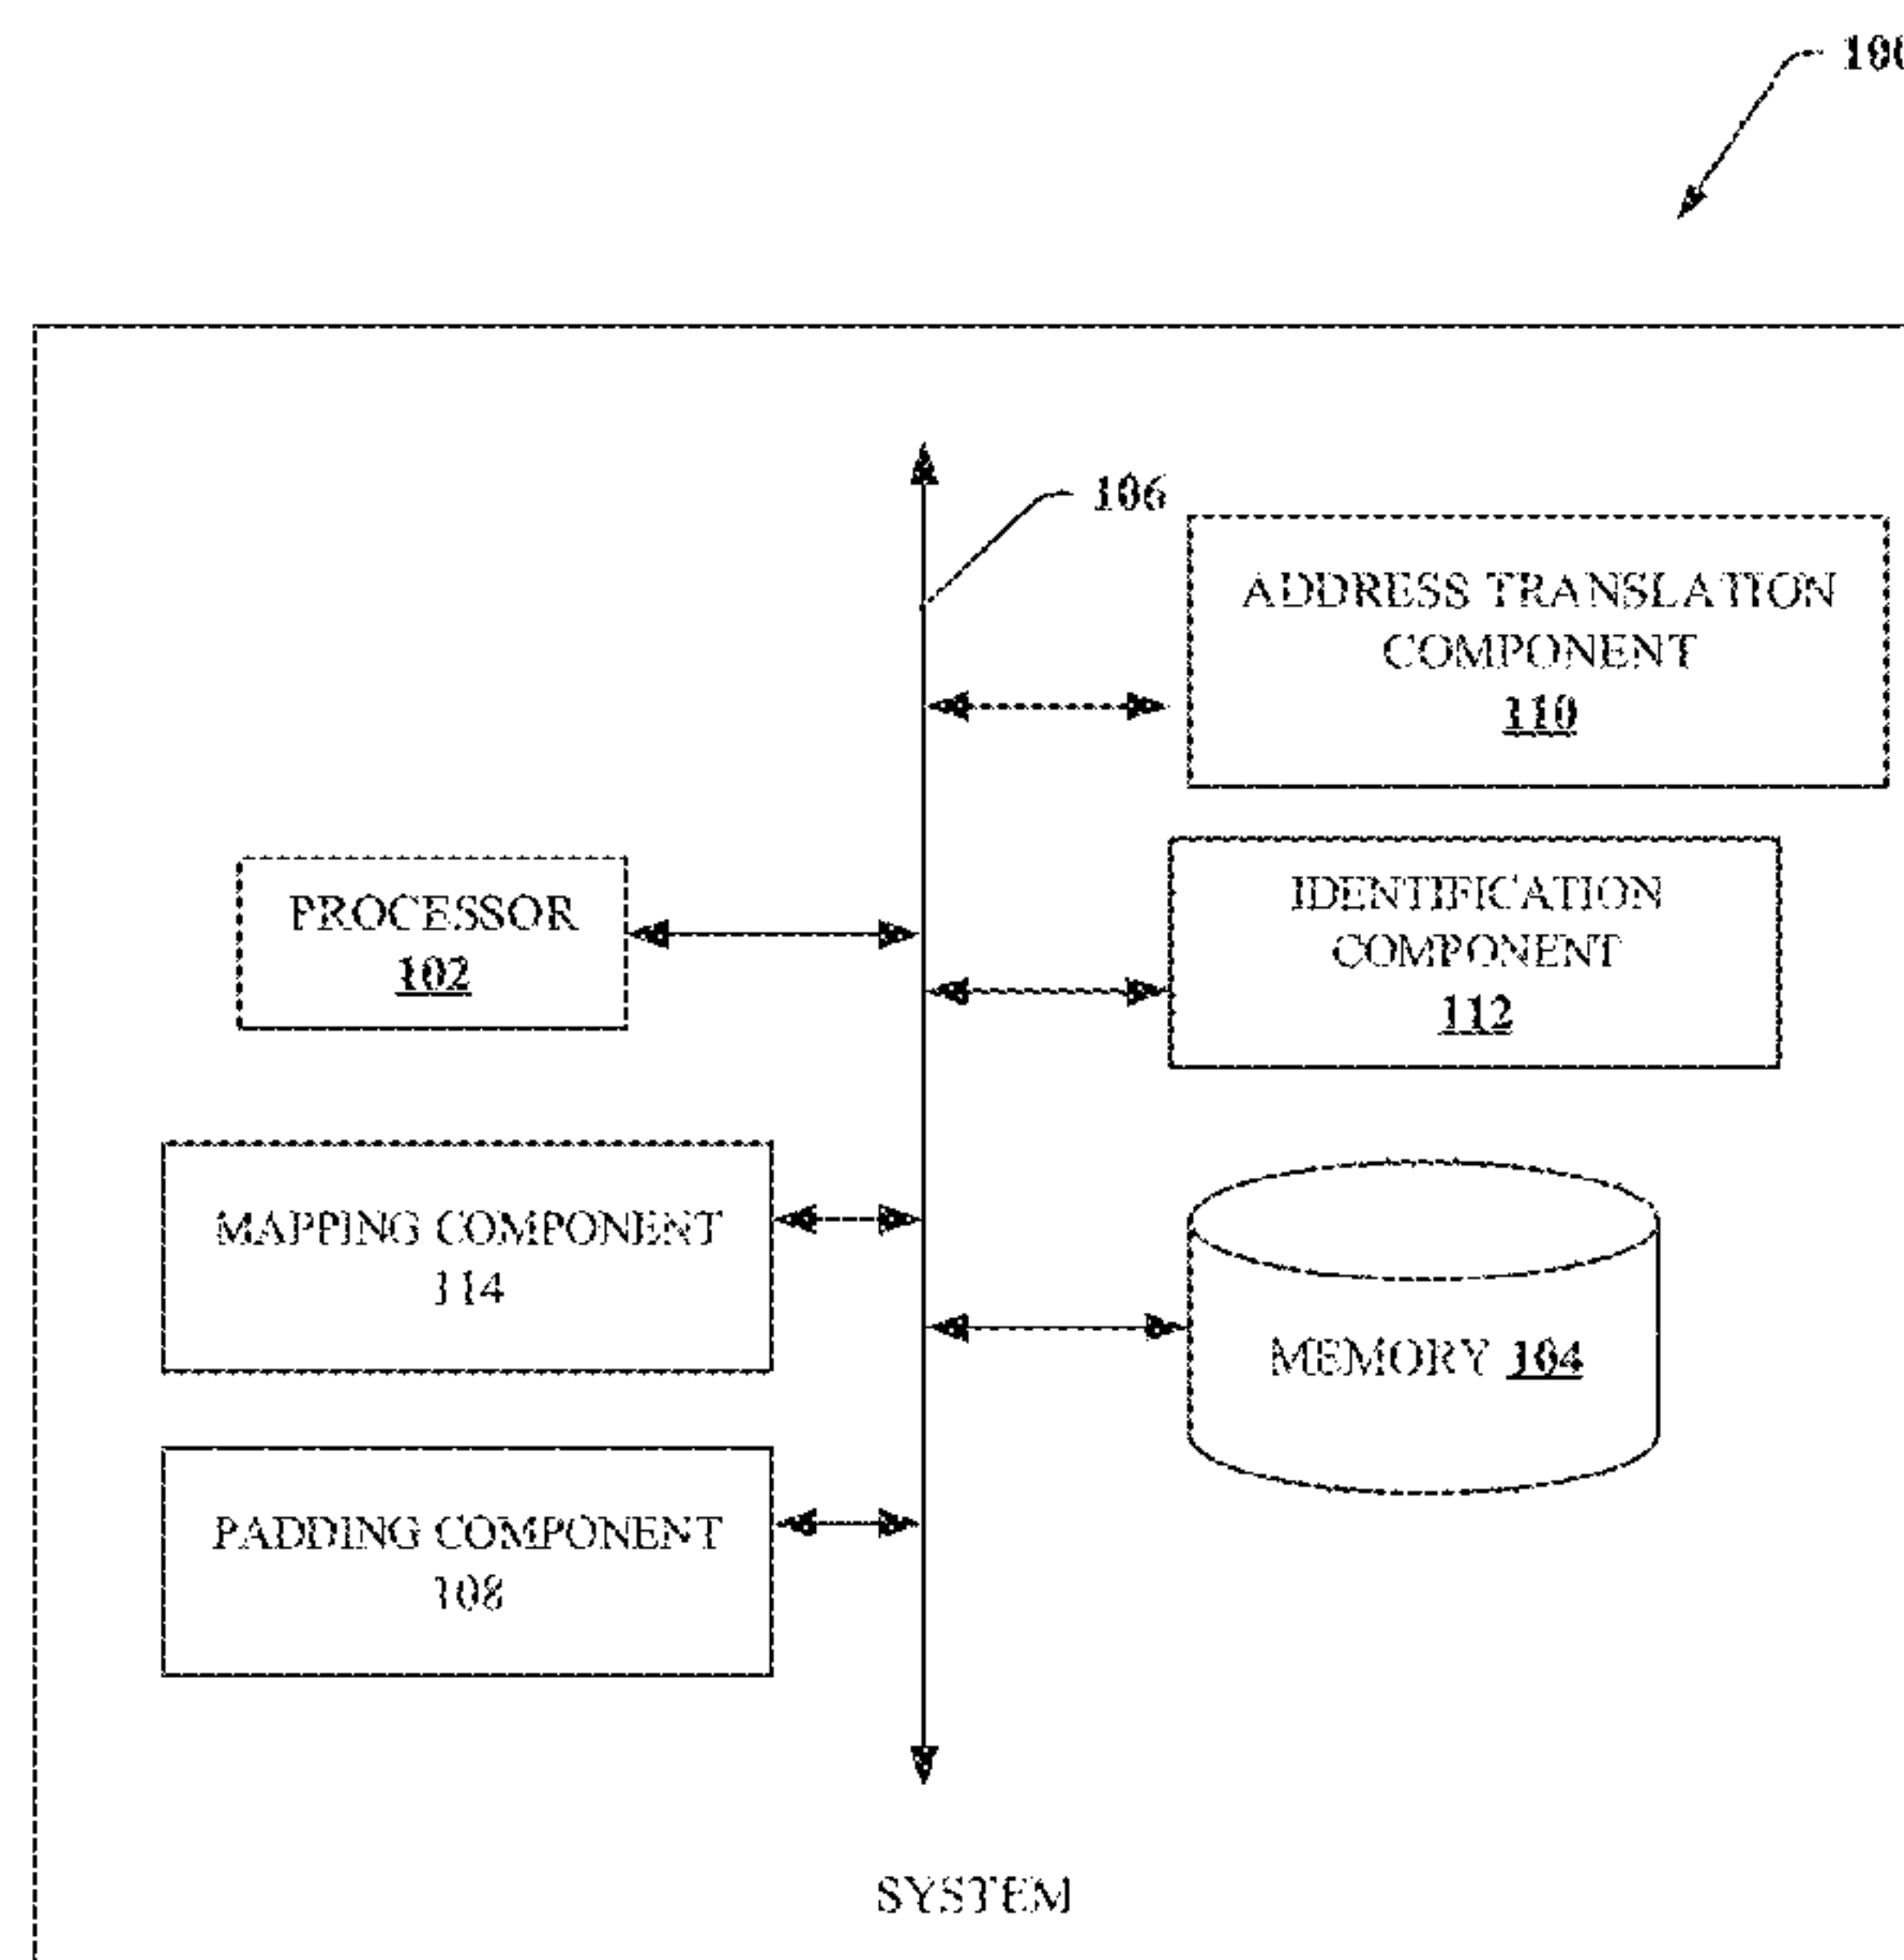 106
ADDRESS TRANSLATION
COMPONENT
110
PROCESSOR
102
IDENTIFICATION
COMPONENT
112
MAPPING COMPONENT
114
MEMORY 104
PADDING COMPONENT
108
SYSTEM